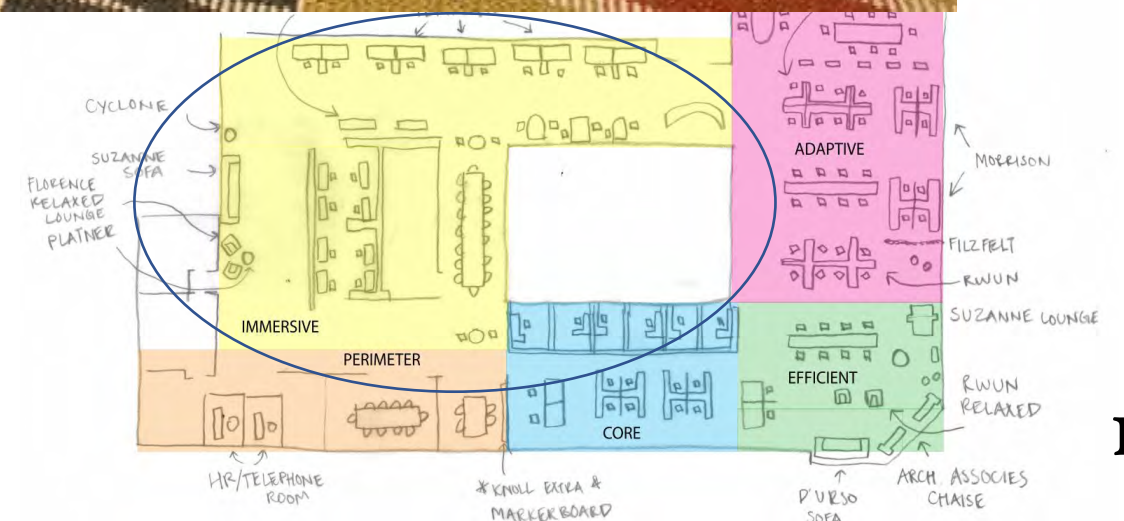 CYCLONE
SUZANNE
SOFA
FLORENCE
RELAXED
LOUNGE
PLATNER
IMMERSIVE
PERIMETER
HR/TELEPHONE
ROOM
*KNOLL EXTRA*
MARKERBOARD
CORE
ADAPTIVE
MORRISON
FILZFELT
RWUN
SUZANNE LOUNGE
EFFICIENT
RWUN
RELAXED
ARCH. ASSOCIES
CHAISE
D'URSO
SOFA